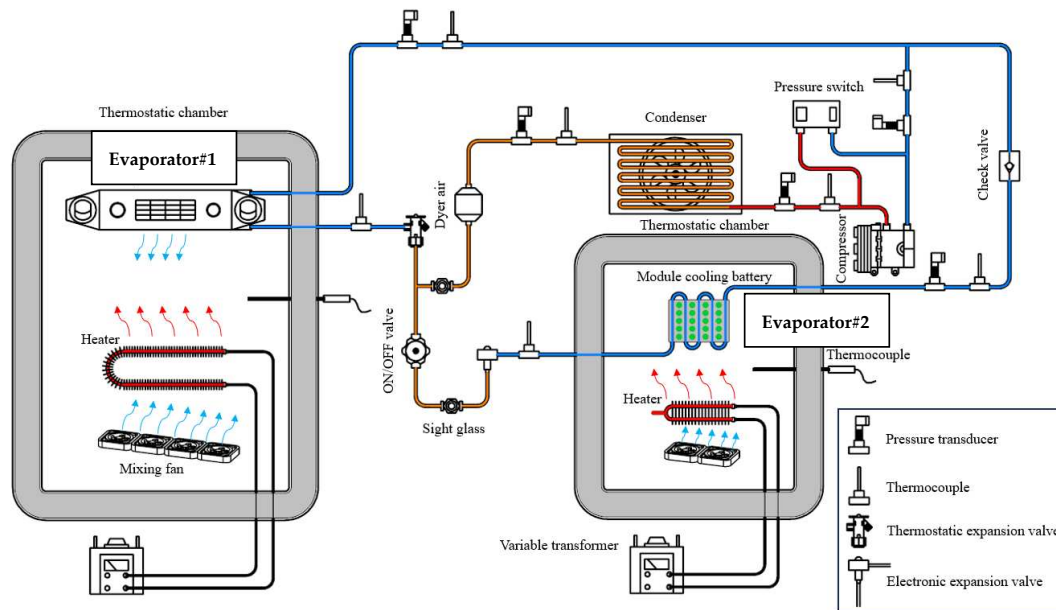 Thermostatic chamber
Evaporator#1
Heater
Mixing fan
Dyer air
ON/OFF valve
Sight glass
Variable transformer
Condenser
Thermostatic chamber
Pressure switch
Compressor
Check valve
Module cooling battery
Evaporator#2
Thermocouple
Heater
Pressure transducer
Thermocouple
Thermostatic expansion valve
Electronic expansion valve